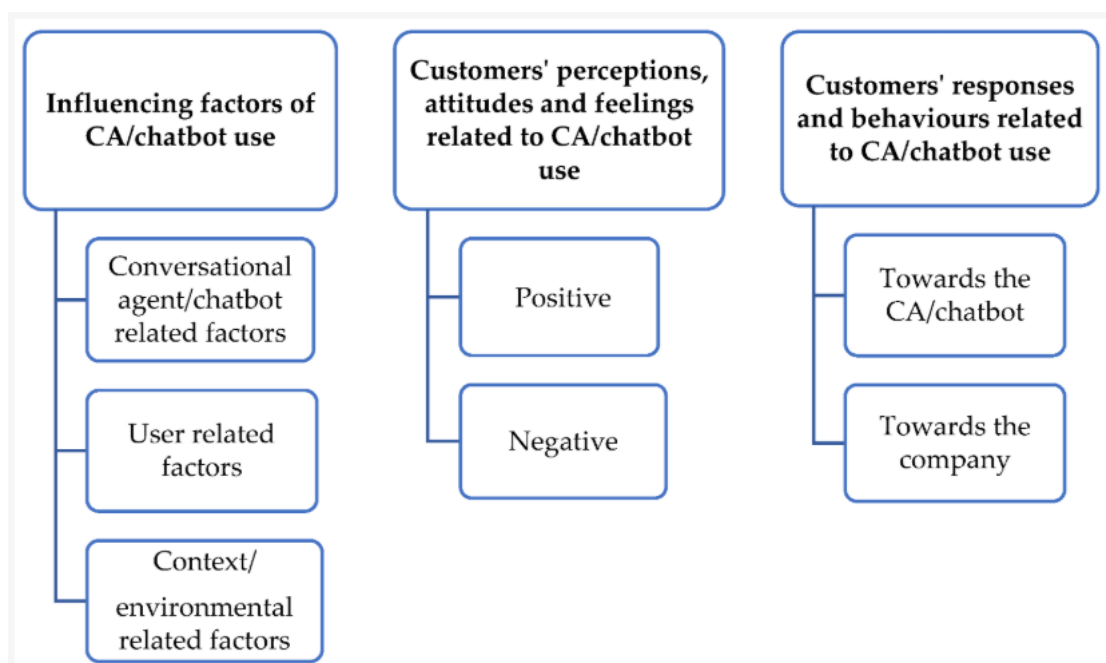 Influencing factors of
CA/chatbot use
Conversational
agent/chatbot
related factors
User related
factors
Context/
environmental
related factors
Customers' perceptions,
attitudes and feelings
related to CA/chatbot
use
Positive
Negative
Customers' responses
and behaviours related
to CA/chatbot use
Towards the
CA/chatbot
Towards the
company